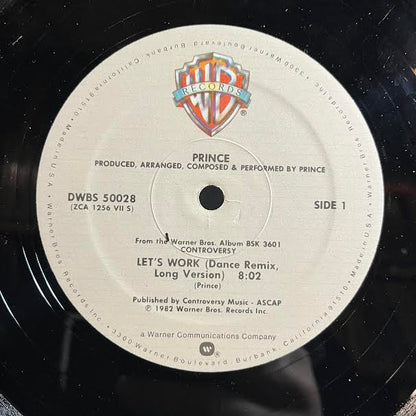 WB
RECORDS
PRINCE
PRODUCED, ARRANGED, COMPOSED & PERFORMED BY PRINCE
DWBS 50028
(ZCA 1256 VII S)
SIDE 1
From the Warner Bros. Album BSK 3601
CONTROVERSY
LET'S WORK (Dance Remix,
Long Version) 8:02
(Prince)
Published by Controversy Music - ASCAP
℗ 1982 Warner Bros. Records Inc.
a Warner Communications Company
W
Warner Bros. Records Inc. • 3300 Warner Boulevard, Burbank, California 91510 • Made in U.S.A.